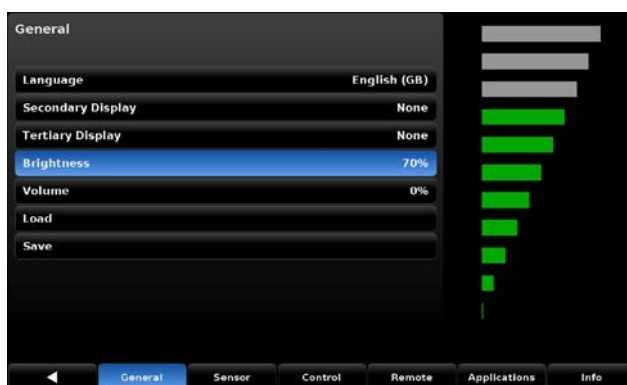 General
Language English (GB)
Secondary Display None
Tertiary Display None
Brightness 70%
Volume 0%
Load
Save
General Sensor Control Remote Applications Info